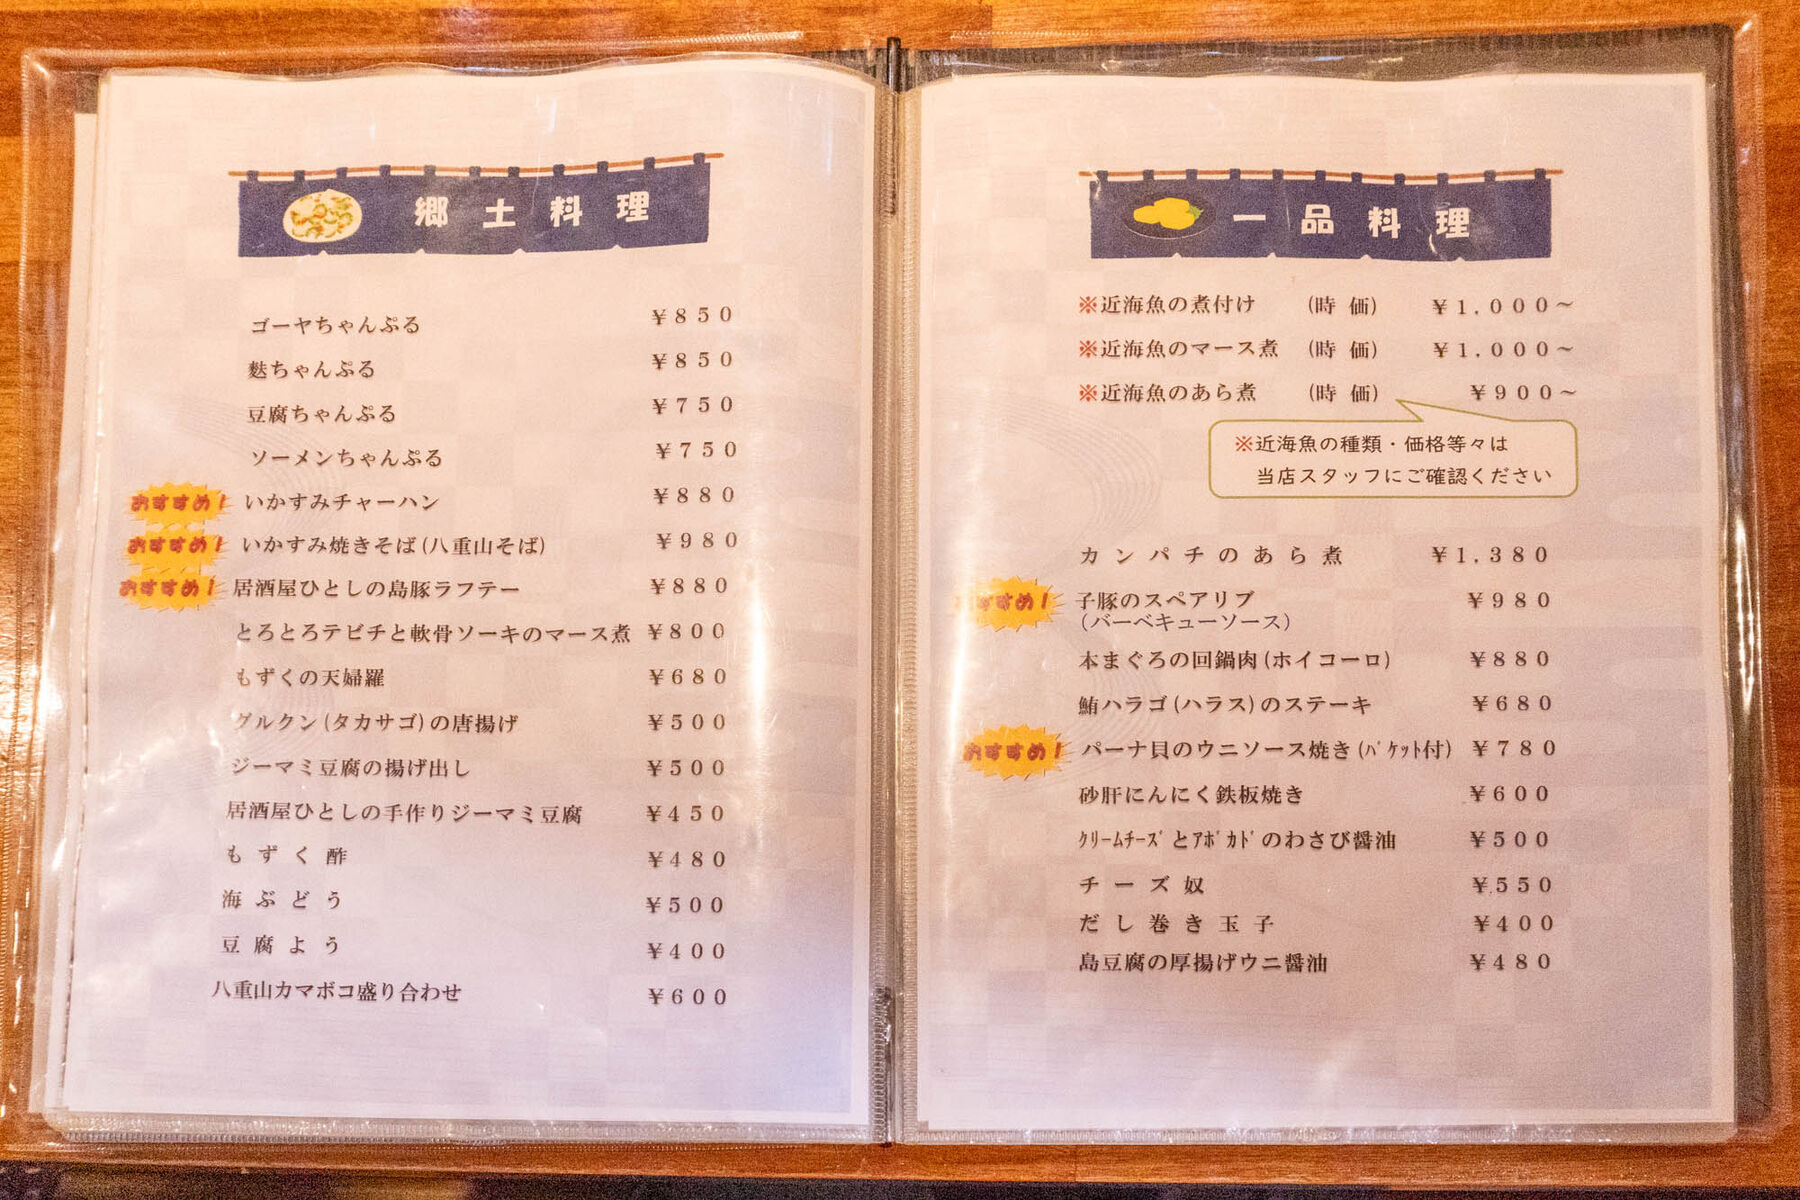 郷土料理
ゴーヤちゃんぷる ￥850
麩ちゃんぷる ￥850
豆腐ちゃんぷる ￥750
ソーメンちゃんぷる ￥750
おすすめ！ いかすみチャーハン ￥880
おすすめ！ いかすみ焼きそば(八重山そば) ￥980
おすすめ！ 居酒屋ひとしの島豚ラフテー ￥880
とろとろテビチと軟骨ソーキのマース煮 ￥800
もずくの天婦羅 ￥680
グルクン(タカサゴ)の唐揚げ ￥500
ジーマミ豆腐の揚げ出し ￥500
居酒屋ひとしの手作りジーマミ豆腐 ￥450
もずく酢 ￥480
海ぶどう ￥500
豆腐よう ￥400
八重山カマボコ盛り合わせ ￥600
一品料理
※近海魚の煮付け (時 価) ￥1,000～
※近海魚のマース煮 (時 価) ￥1,000～
※近海魚のあら煮 (時 価) ￥900～
※近海魚の種類・価格等々は
当店スタッフにご確認ください
カンパチのあら煮 ￥1,380
おすすめ！ 子豚のスペアリブ ￥980
(バーベキューソース)
本まぐろの回鍋肉(ホイコーロ) ￥880
鮪ハラゴ(ハラス)のステーキ ￥680
おすすめ！ パーナ貝のウニソース焼き(ﾊﾞｹｯﾄ付) ￥780
砂肝にんにく鉄板焼き ￥600
ｸﾘｰﾑﾁｰｽﾞとｱﾎﾞｶﾄﾞのわさび醤油 ￥500
チーズ奴 ￥550
だし巻き玉子 ￥400
島豆腐の厚揚げウニ醤油 ￥480